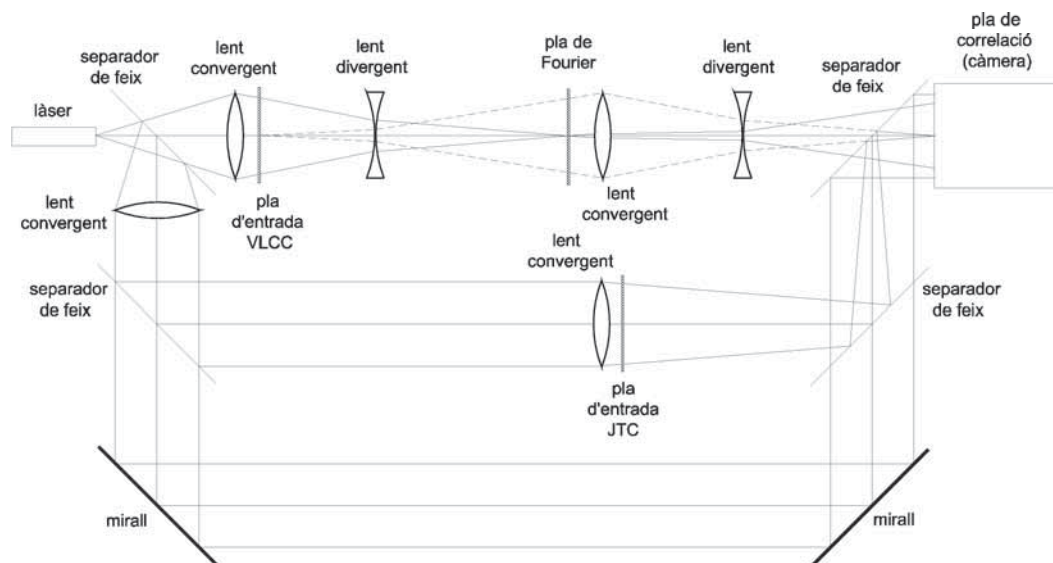 làser
separador
de feix
lent
convergent
lent
divergent
pla de
Fourier
lent
divergent
separador
de feix
pla de
correlació
(càmera)
lent
convergent
pla
d'entrada
VLCC
lent
convergent
separador
de feix
lent
convergent
separador
de feix
pla
d'entrada
JTC
mirall
mirall